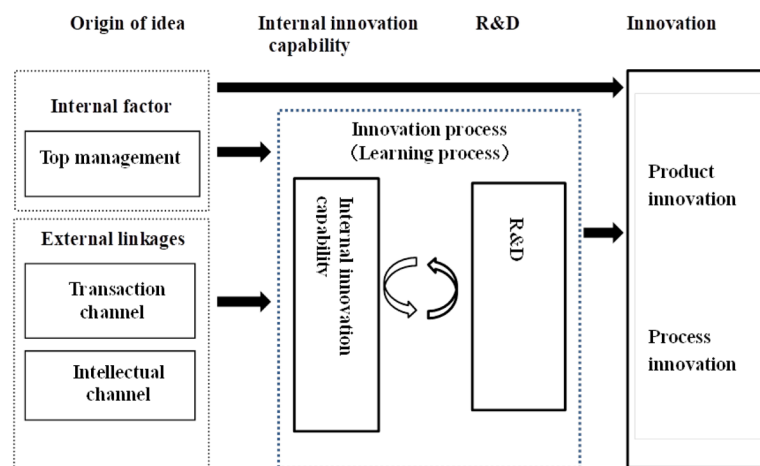 Origin of idea
Internal innovation
capability
R&D
Innovation
Internal factor
Top management
External linkages
Transaction
channel
Intellectual
channel
Innovation process
（Learning process）
Internal innovation
capability
R&D
Product
innovation
Process
innovation